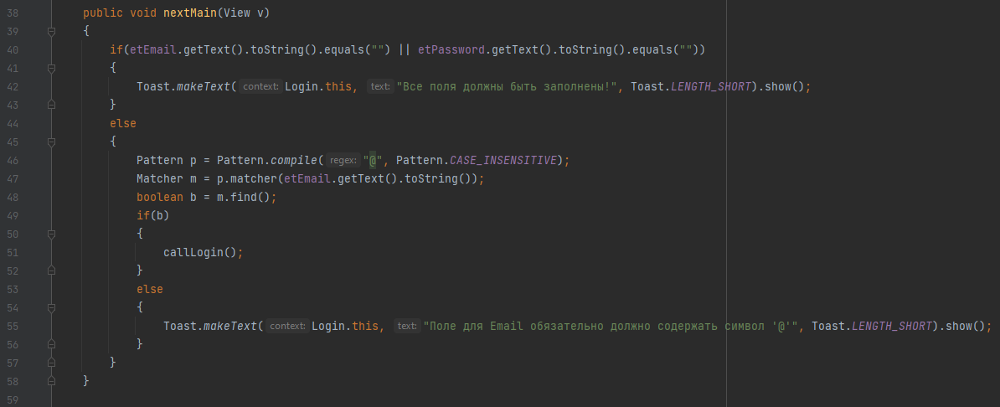 38 public void nextMain(View v)
39 {
40 if(etEmail.getText().toString().equals("") || etPassword.getText().toString().equals(""))
41 {
42 Toast.makeText( context: Login.this, text: "Все поля должны быть заполнены!", Toast.LENGTH_SHORT).show();
43 }
44 else
45 {
46 Pattern p = Pattern.compile( regex: "@", Pattern.CASE_INSENSITIVE);
47 Matcher m = p.matcher(etEmail.getText().toString());
48 boolean b = m.find();
49 if(b)
50 {
51 callLogin();
52 }
53 else
54 {
55 Toast.makeText( context: Login.this, text: "Поле для Email обязательно должно содержать символ '@'", Toast.LENGTH_SHORT).show();
56 }
57 }
58 }
59